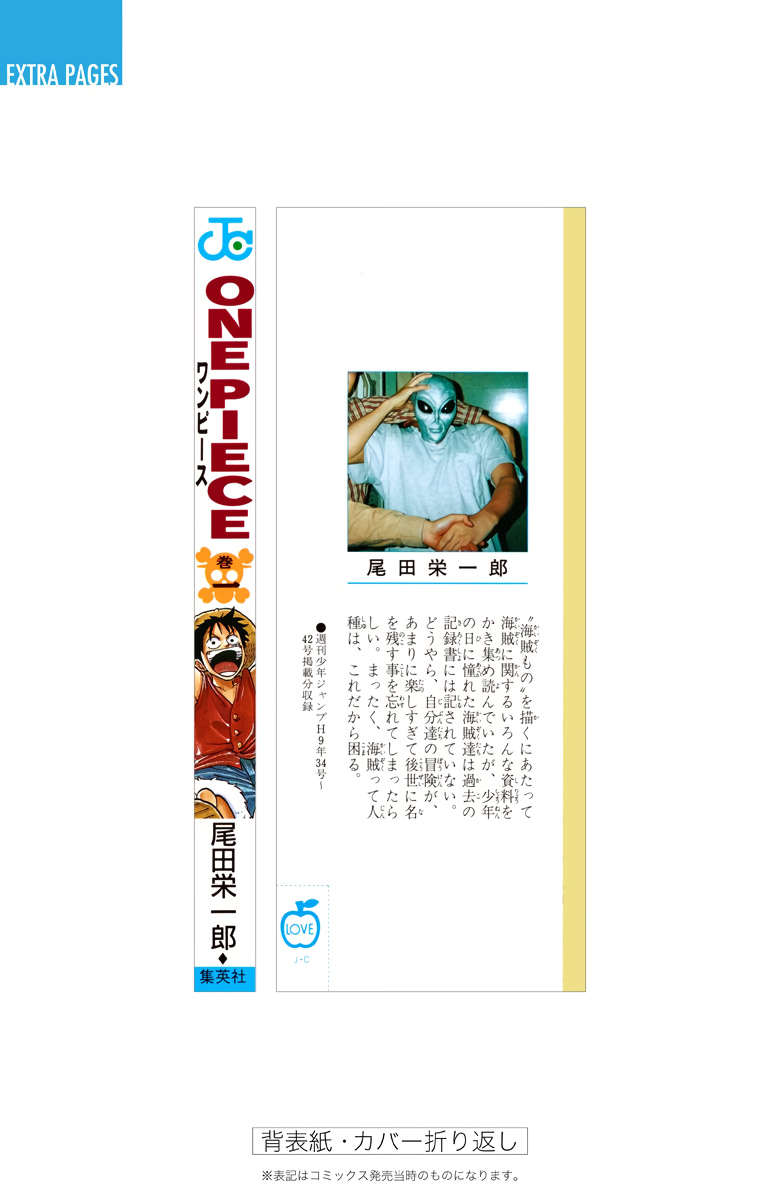 EXTRA PAGES
JC
ONE PIECE
ワンピース
巻一
尾田栄一郎◆
集英社
尾田栄一郎
〝海賊もの〟を描くにあたって
海賊に関するいろんな資料を
かき集め読んでいたが、少年
の日に憧れた海賊達は過去の
記録書には記されていない。
どうやら、自分達の冒険が、
あまりに楽しすぎて後世に名
を残す事を忘れてしまったら
しい。まったく、海賊って人
種は、これだから困る。
●週刊少年ジャンプH9年34号〜
42号掲載分収録
LOVE
J・C
背表紙・カバー折り返し
※表記はコミックス発売当時のものになります。